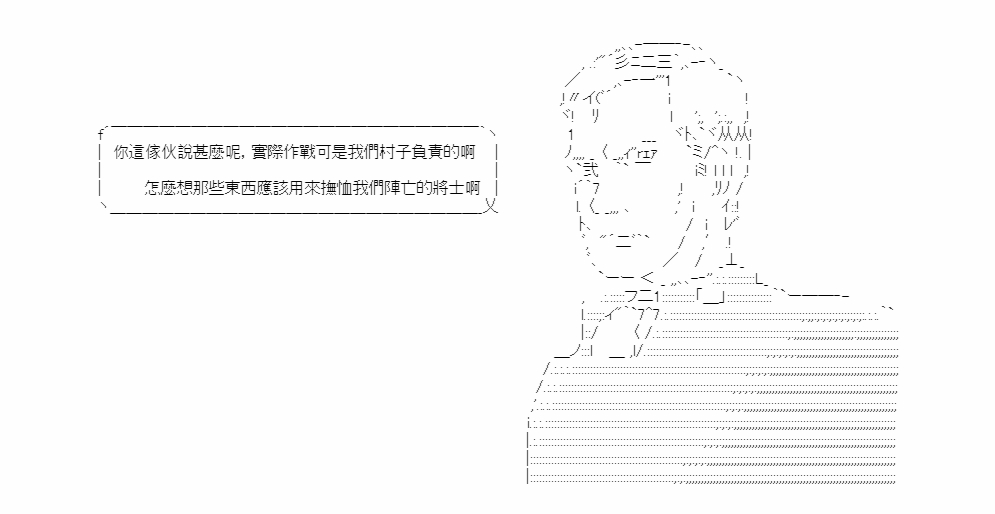 你這傢伙說甚麼呢，實際作戰可是我們村子負責的啊
怎麼想那些東西應該用來撫恤我們陣亡的將士啊